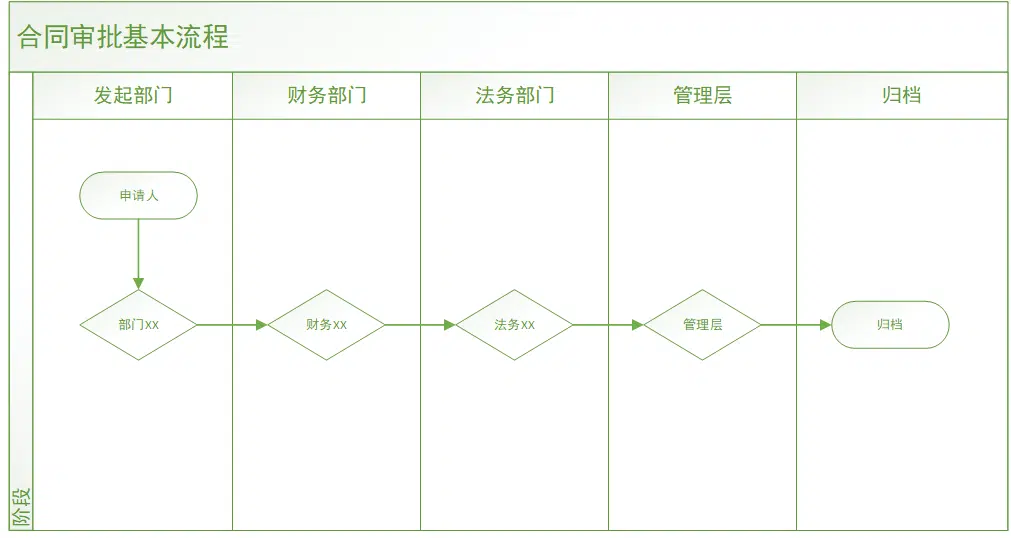 合同审批基本流程
发起部门
财务部门
法务部门
管理层
归档
申请人
部门xx
财务xx
法务xx
管理层
归档
阶段